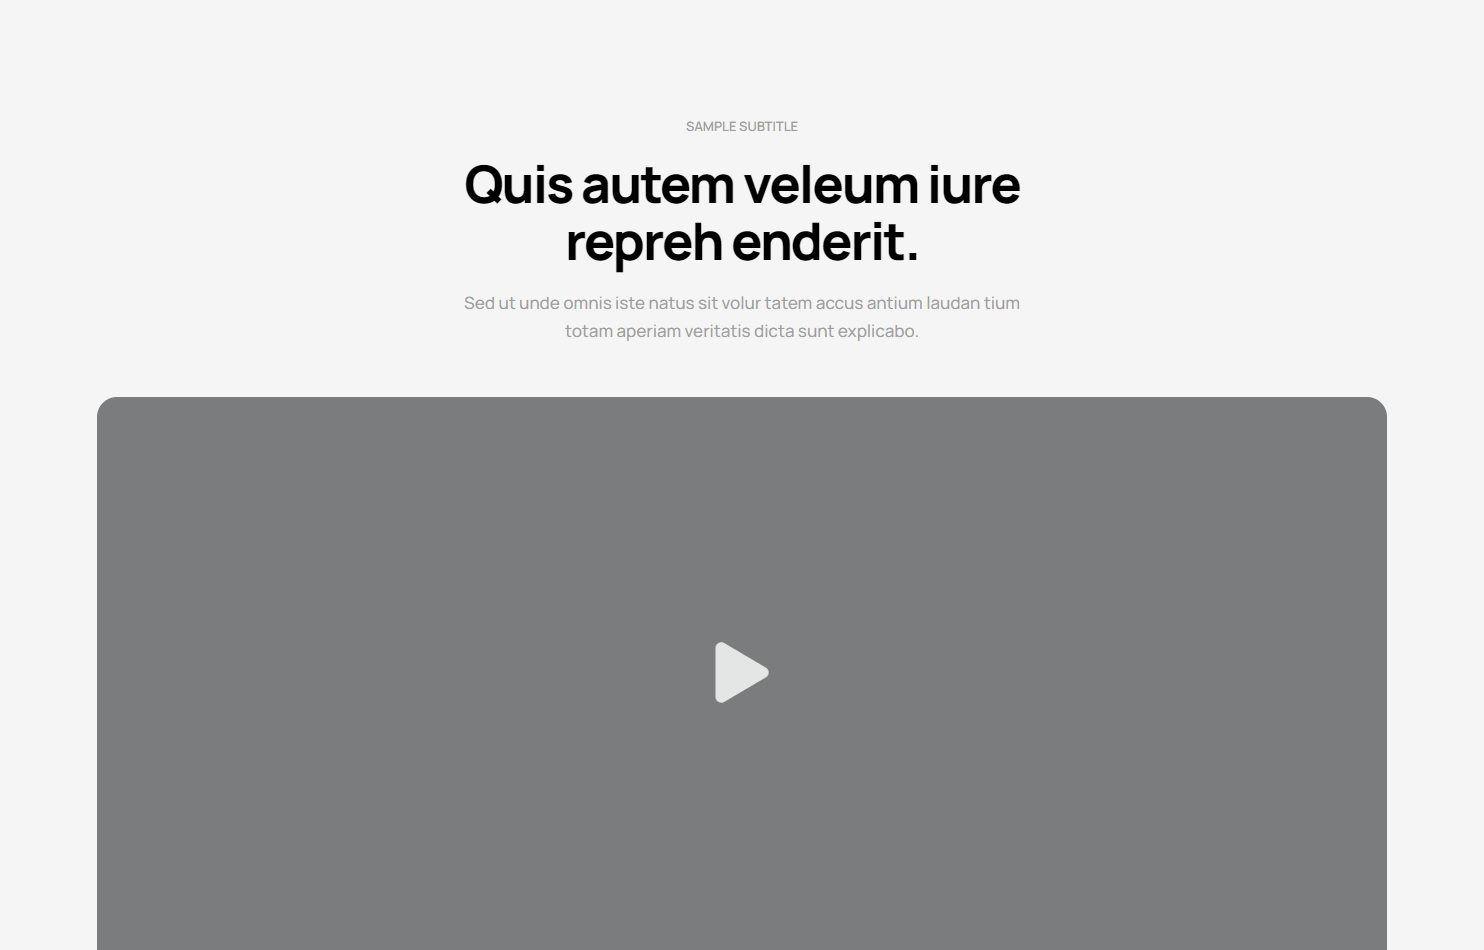 SAMPLE SUBTITLE
Quis autem veleum iure
repreh enderit.
Sed ut unde omnis iste natus sit volur tatem accus antium laudan tium
totam aperiam veritatis dicta sunt explicabo.